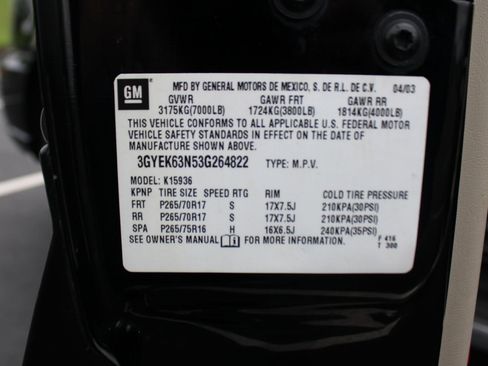 GM
MFD BY GENERAL MOTORS DE MEXICO, S. DE R.L. DE C.V. 04/03
GVWR GAWR FRT GAWR RR
3175KG(7000LB) 1724KG(3800LB) 1814KG(4000LB)
THIS VEHICLE CONFORMS TO ALL APPLICABLE U.S. FEDERAL MOTOR
VEHICLE SAFETY STANDARDS IN EFFECT ON THE DATE OF
MANUFACTURE SHOWN ABOVE.
3GYEK63N53G264822 TYPE: M.P.V.
MODEL: K15936
KPNP TIRE SIZE SPEED RTG RIM COLD TIRE PRESSURE
FRT P265/70R17 S 17X7.5J 210KPA(30PSI)
RR P265/70R17 S 17X7.5J 210KPA(30PSI)
SPA P265/75R16 H 16X6.5J 240KPA(35PSI)
SEE OWNER'S MANUAL FOR MORE INFORMATION. F 416
T 300